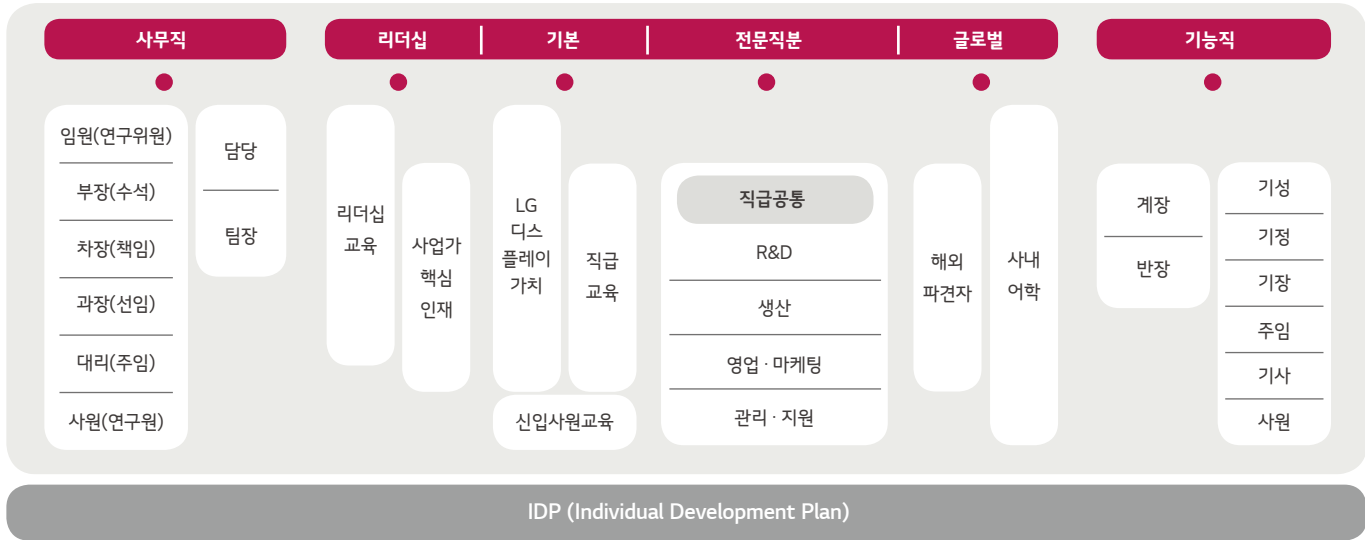 사무직
리더십
기본
전문직분
글로벌
기능직
임원(연구위원)
부장(수석)
차장(책임)
과장(선임)
대리(주임)
사원(연구원)
담당
팀장
리더십
교육
사업가
핵심
인재
LG
디스
플레이
가치
직급
교육
신입사원교육
직급공통
R&D
생산
영업 · 마케팅
관리 · 지원
해외
파견자
사내
어학
계장
반장
기성
기정
기장
주임
기사
사원
IDP (Individual Development Plan)